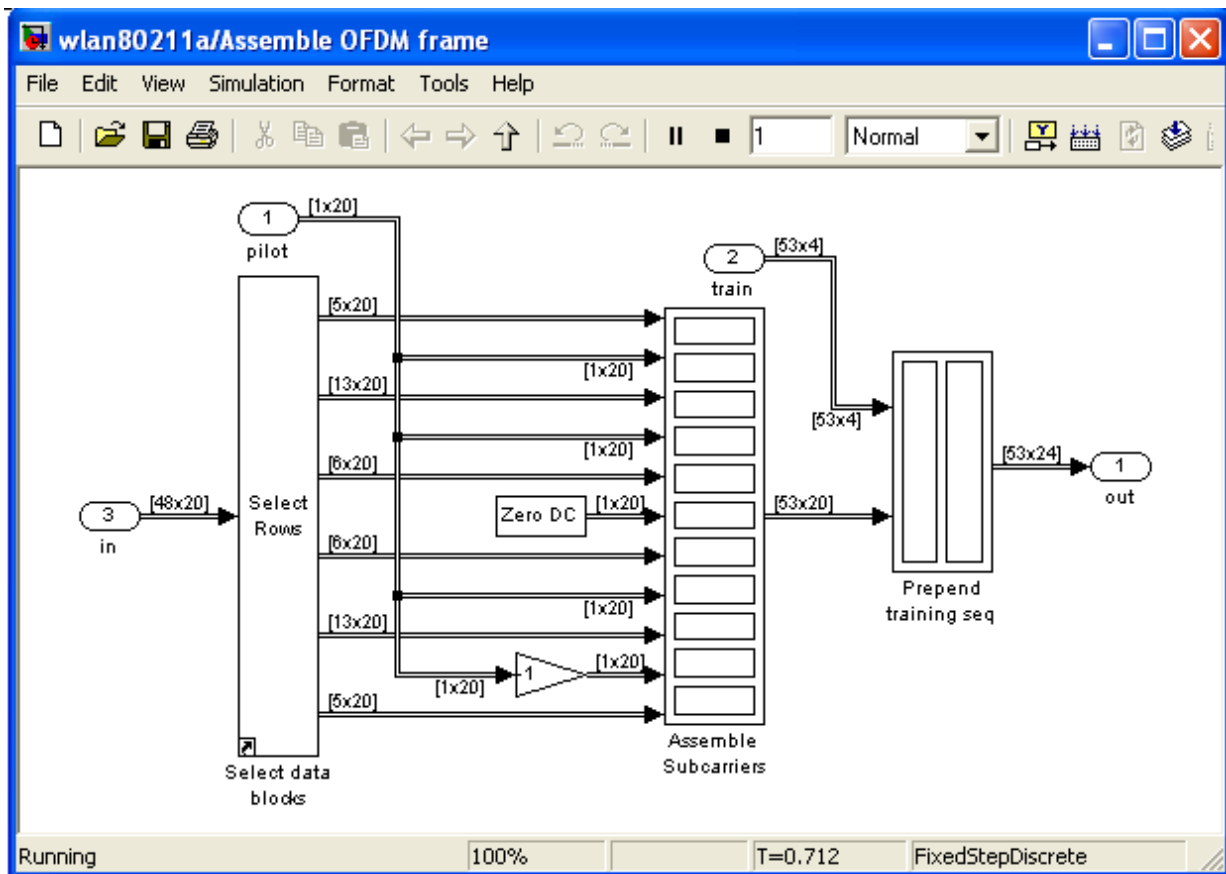 wlan80211a/Assemble OFDM frame
File Edit View Simulation Format Tools Help
1 Normal
1
[1x20]
pilot
2
[53x4]
train
[5x20]
[1x20]
[13x20]
[53x4]
[1x20]
[53x24]
1
out
[6x20]
3
[48x20]
in
Select
Rows
Zero DC
[1x20]
[53x20]
[6x20]
[1x20]
Prepend
training seq
[13x20]
[1x20]
-1
[1x20]
[5x20]
Assemble
Subcarriers
Select data
blocks
Running 100% T=0.712 FixedStepDiscrete